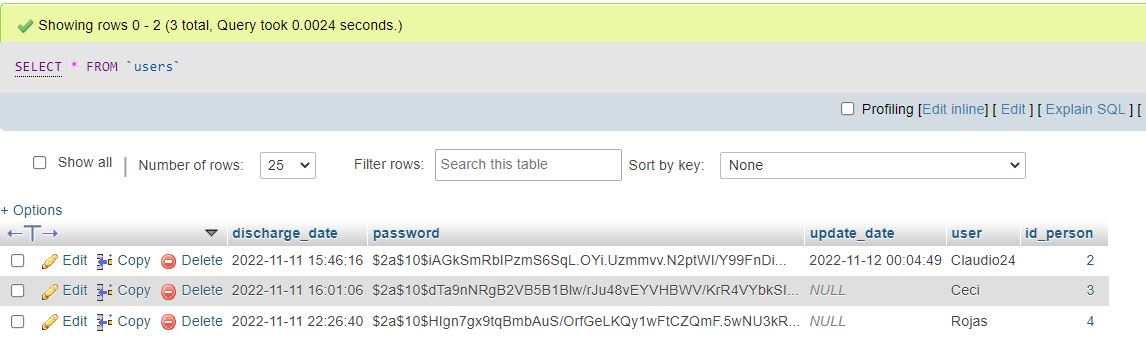 Showing rows 0 - 2 (3 total, Query took 0.0024 seconds.)
SELECT * FROM `users`
Profiling [Edit inline] [ Edit ] [ Explain SQL ] [
Show all | Number of rows: 25 Filter rows: Search this table Sort by key: None
+ Options
←T→ discharge_date password update_date user id_person
Edit Copy Delete 2022-11-11 15:46:16 $2a$10$iAGkSmRbIPzmS6SqL.OYi.Uzmmvv.N2ptWI/Y99FnDi... 2022-11-12 00:04:49 Claudio24 2
Edit Copy Delete 2022-11-11 16:01:06 $2a$10$dTa9nNRgB2VB5B1Blw/rJu48vEYVHBWV/KrR4VYbkSI... NULL Ceci 3
Edit Copy Delete 2022-11-11 22:26:40 $2a$10$HIgn7gx9tqBmbAuS/OrfGeLKQy1wFtCZQmF.5wNU3kR... NULL Rojas 4